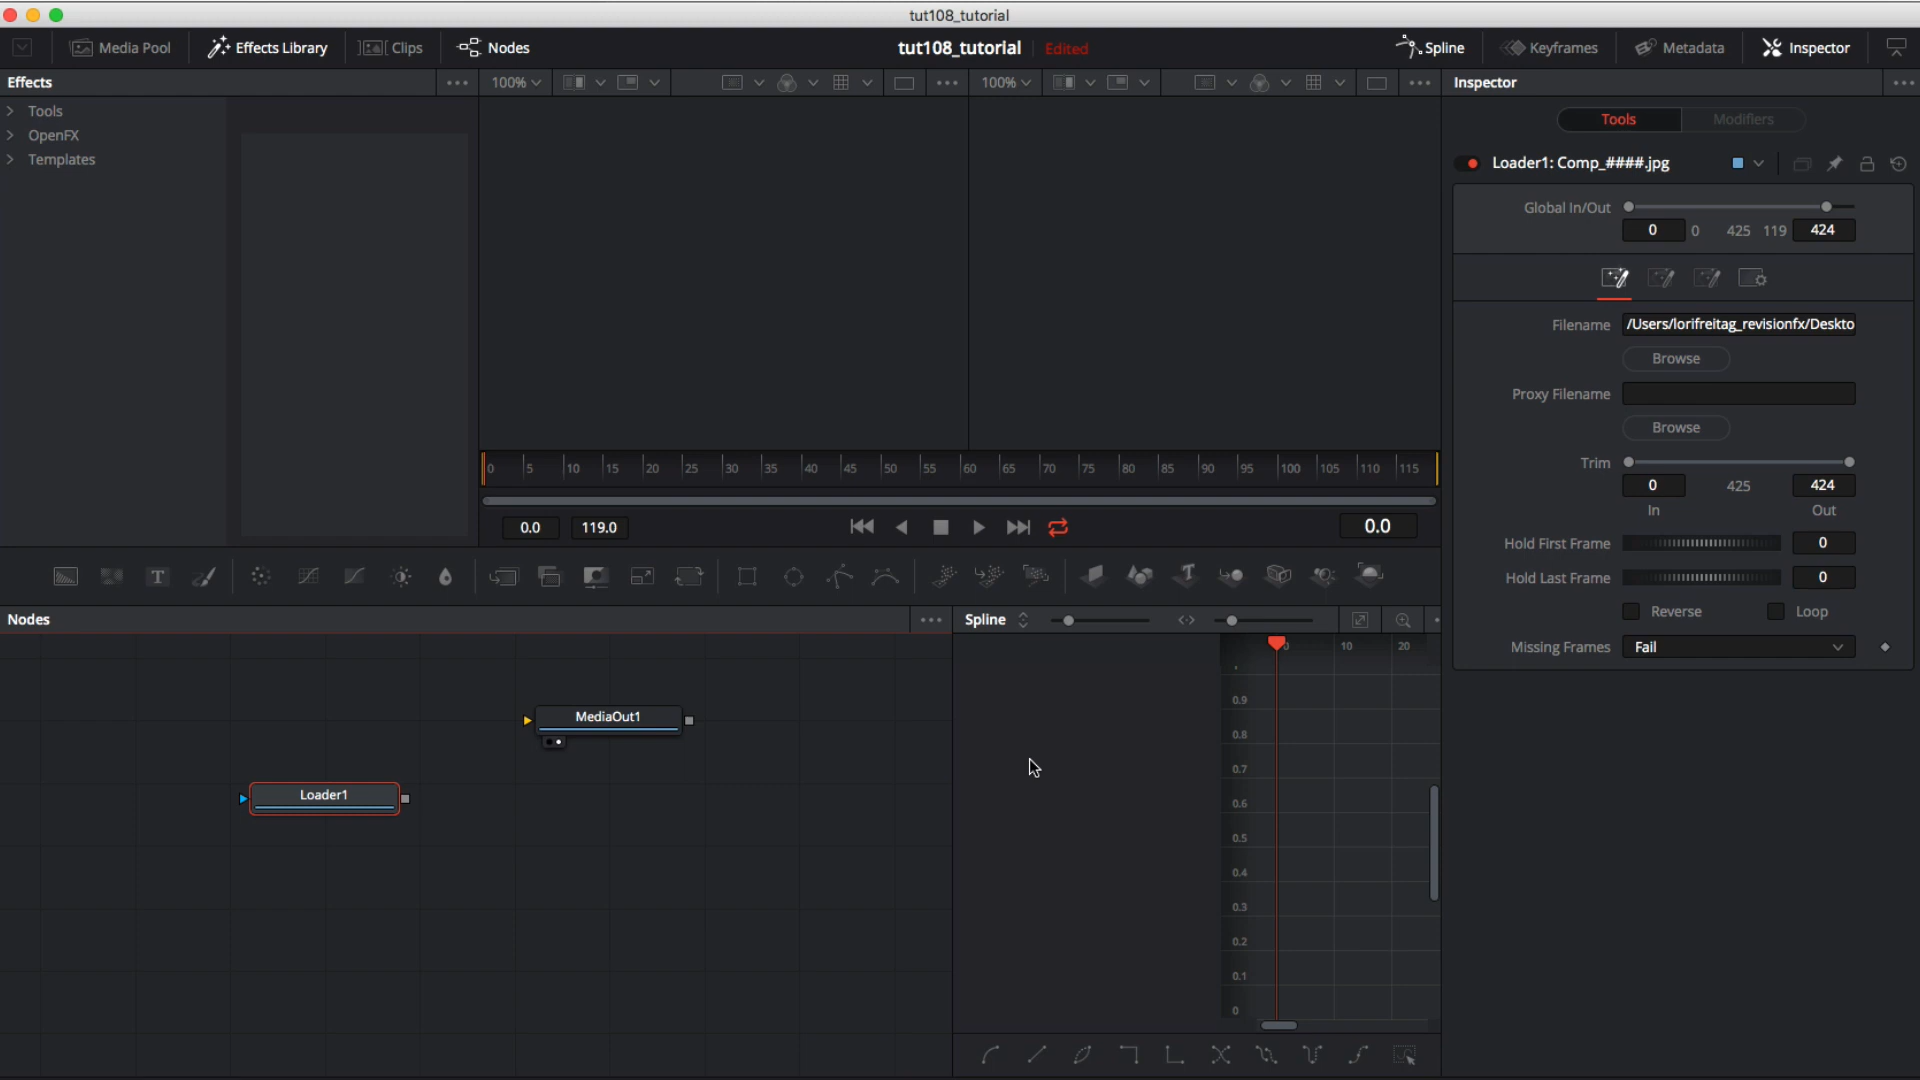 tut108_tutorial
Media Pool Effects Library Clips Nodes tut108_tutorial Edited Spline Keyframes Metadata Inspector
Effects 100% 100% Inspector
Tools
OpenFX
Templates
Tools Modifiers
Loader1: Comp_####.jpg
Global In/Out
0 0 425 119 424
Filename /Users/lorifreitag_revisionfx/Deskto
Browse
Proxy Filename
Browse
Trim
0 425 424
In Out
Hold First Frame 0
Hold Last Frame 0
Reverse Loop
Missing Frames Fail
0 5 10 15 20 25 30 35 40 45 50 55 60 65 70 75 80 85 90 95 100 105 110 115
0.0 119.0 0.0
T
Nodes Spline
MediaOut1
Loader1
10 20
0.9
0.8
0.7
0.6
0.5
0.4
0.3
0.2
0.1
0